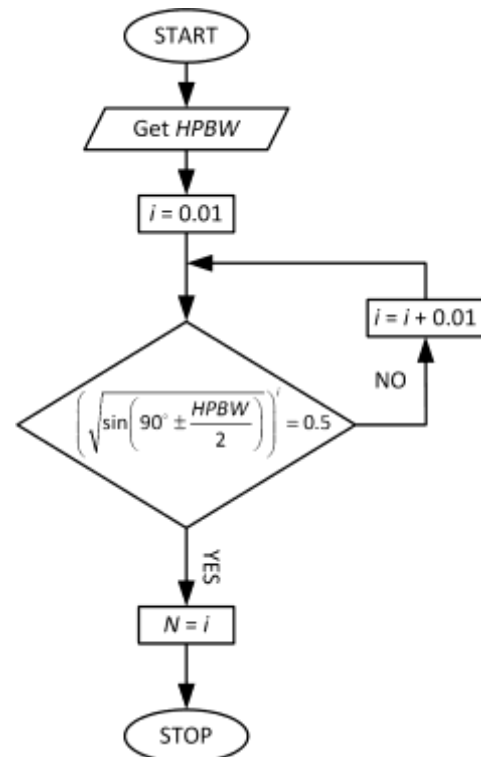 START
Get HPBW
i = 0.01
i = i + 0.01
NO
(√sin(90° ± HPBW/2))^i = 0.5
YES
N = i
STOP